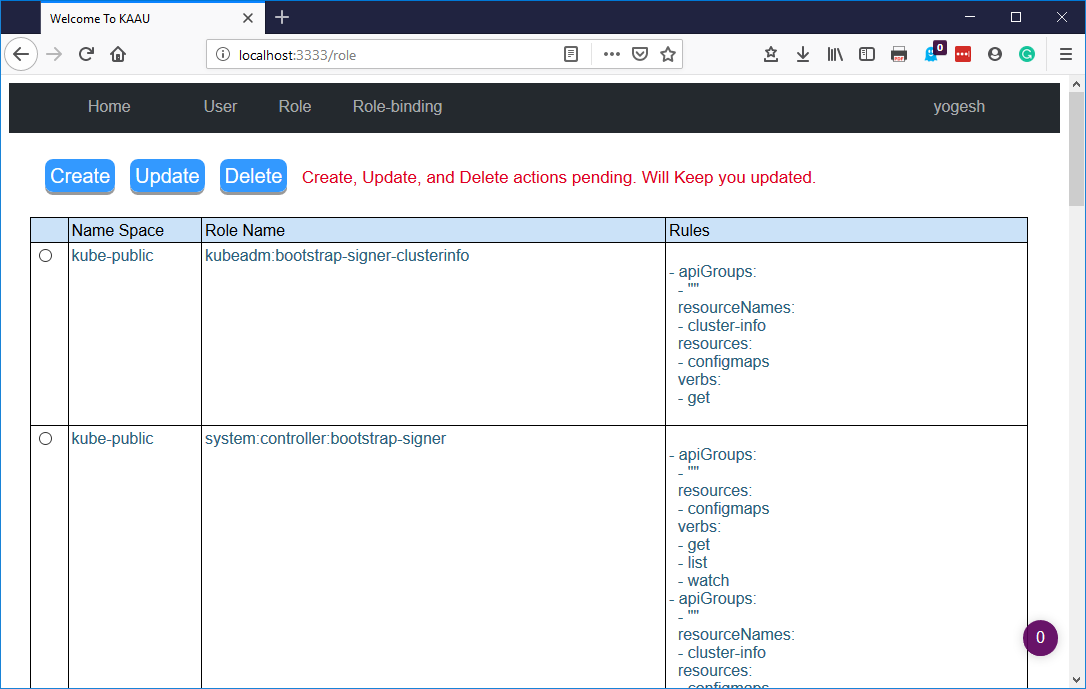 Welcome To KAAU
localhost:3333/role
0
Home User Role Role-binding yogesh
Create Update Delete Create, Update, and Delete actions pending. Will Keep you updated.
Name Space Role Name Rules
kube-public kubeadm:bootstrap-signer-clusterinfo
- apiGroups:
- ""
resourceNames:
- cluster-info
resources:
- configmaps
verbs:
- get
kube-public system:controller:bootstrap-signer
- apiGroups:
- ""
resources:
- configmaps
verbs:
- get
- list
- watch
- apiGroups:
- ""
resourceNames:
- cluster-info
resources:
- configmaps
0